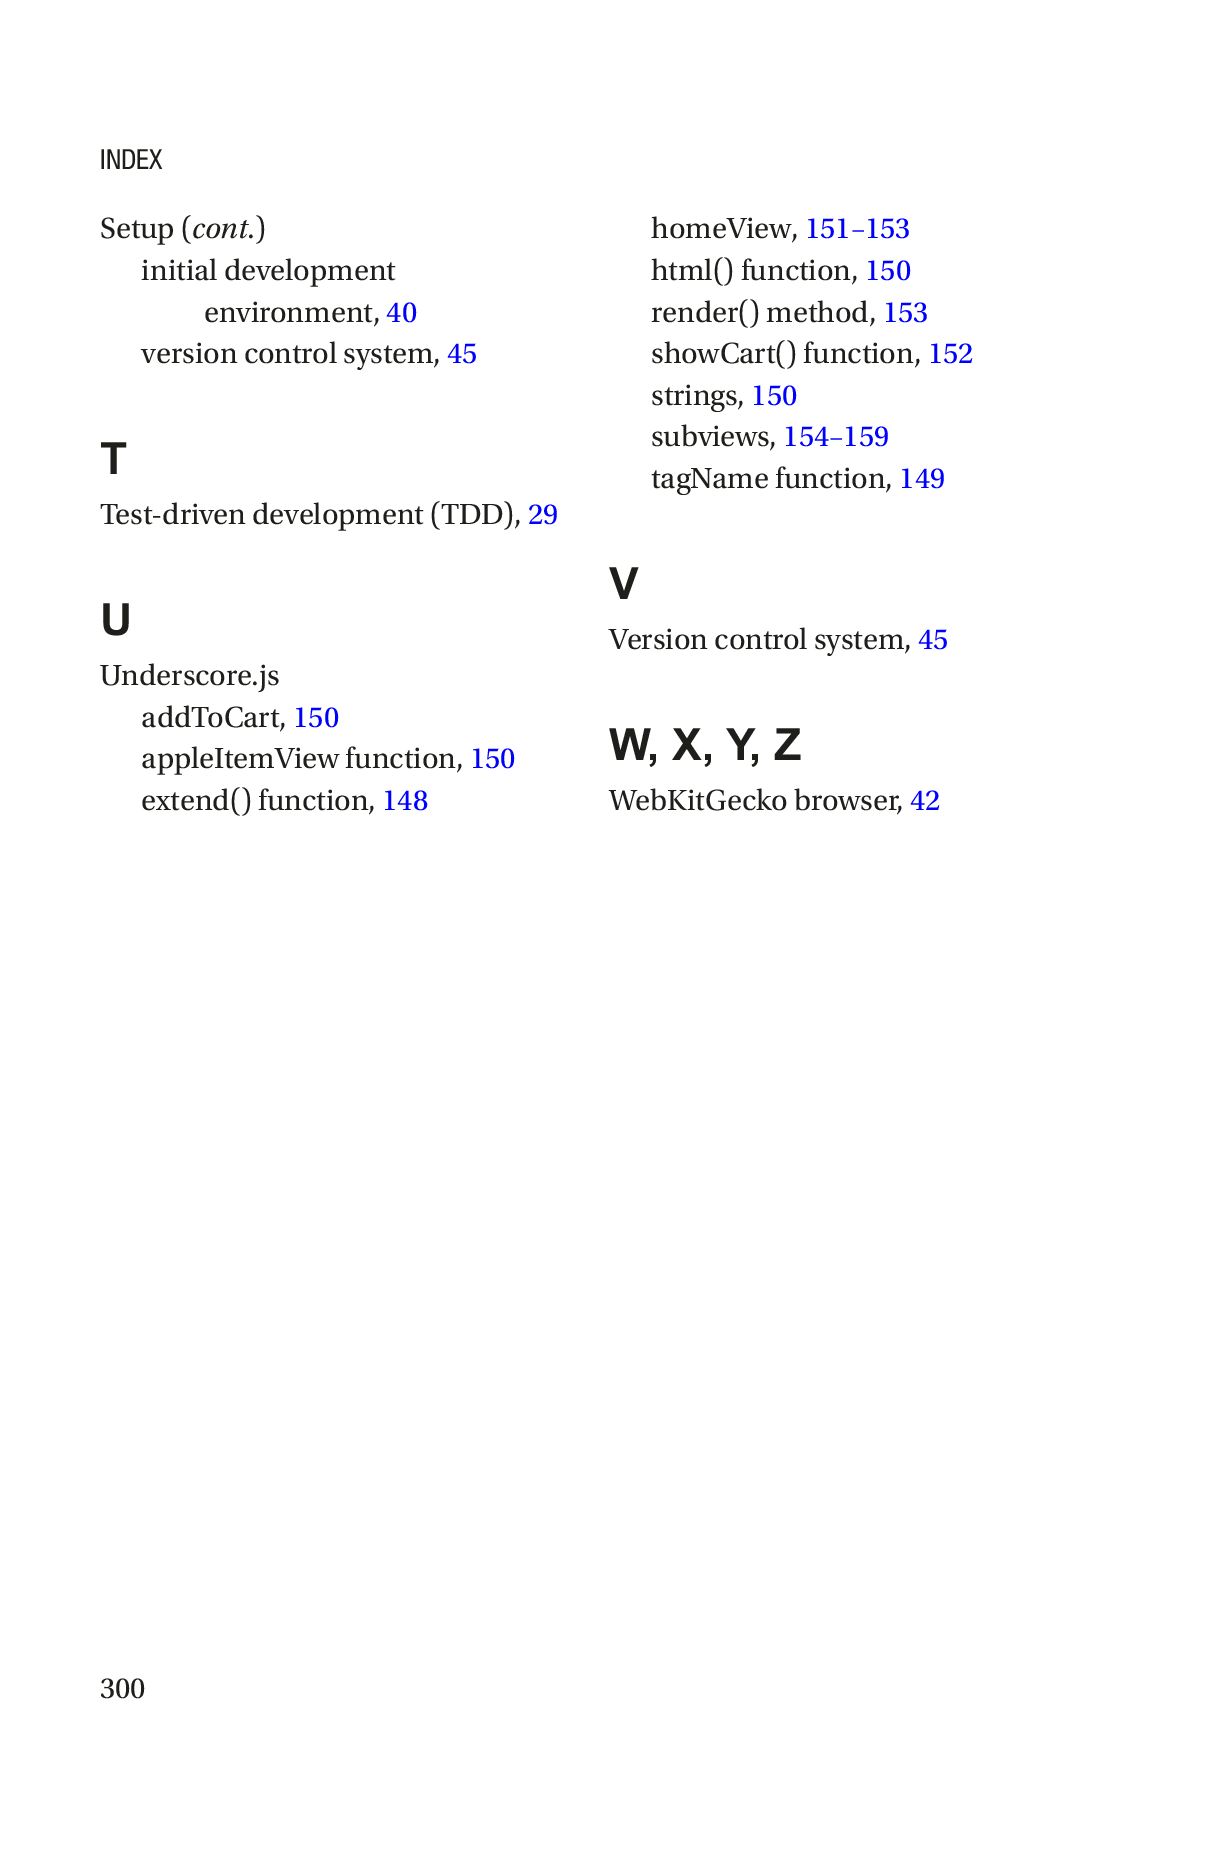 INDEX
Setup (cont.)
initial development
environment, 40
version control system, 45
T
Test-driven development (TDD), 29
U
Underscore.js
addToCart, 150
appleItemView function, 150
extend() function, 148
homeView, 151–153
html() function, 150
render() method, 153
showCart() function, 152
strings, 150
subviews, 154–159
tagName function, 149
V
Version control system, 45
W, X, Y, Z
WebKitGecko browser, 42
300